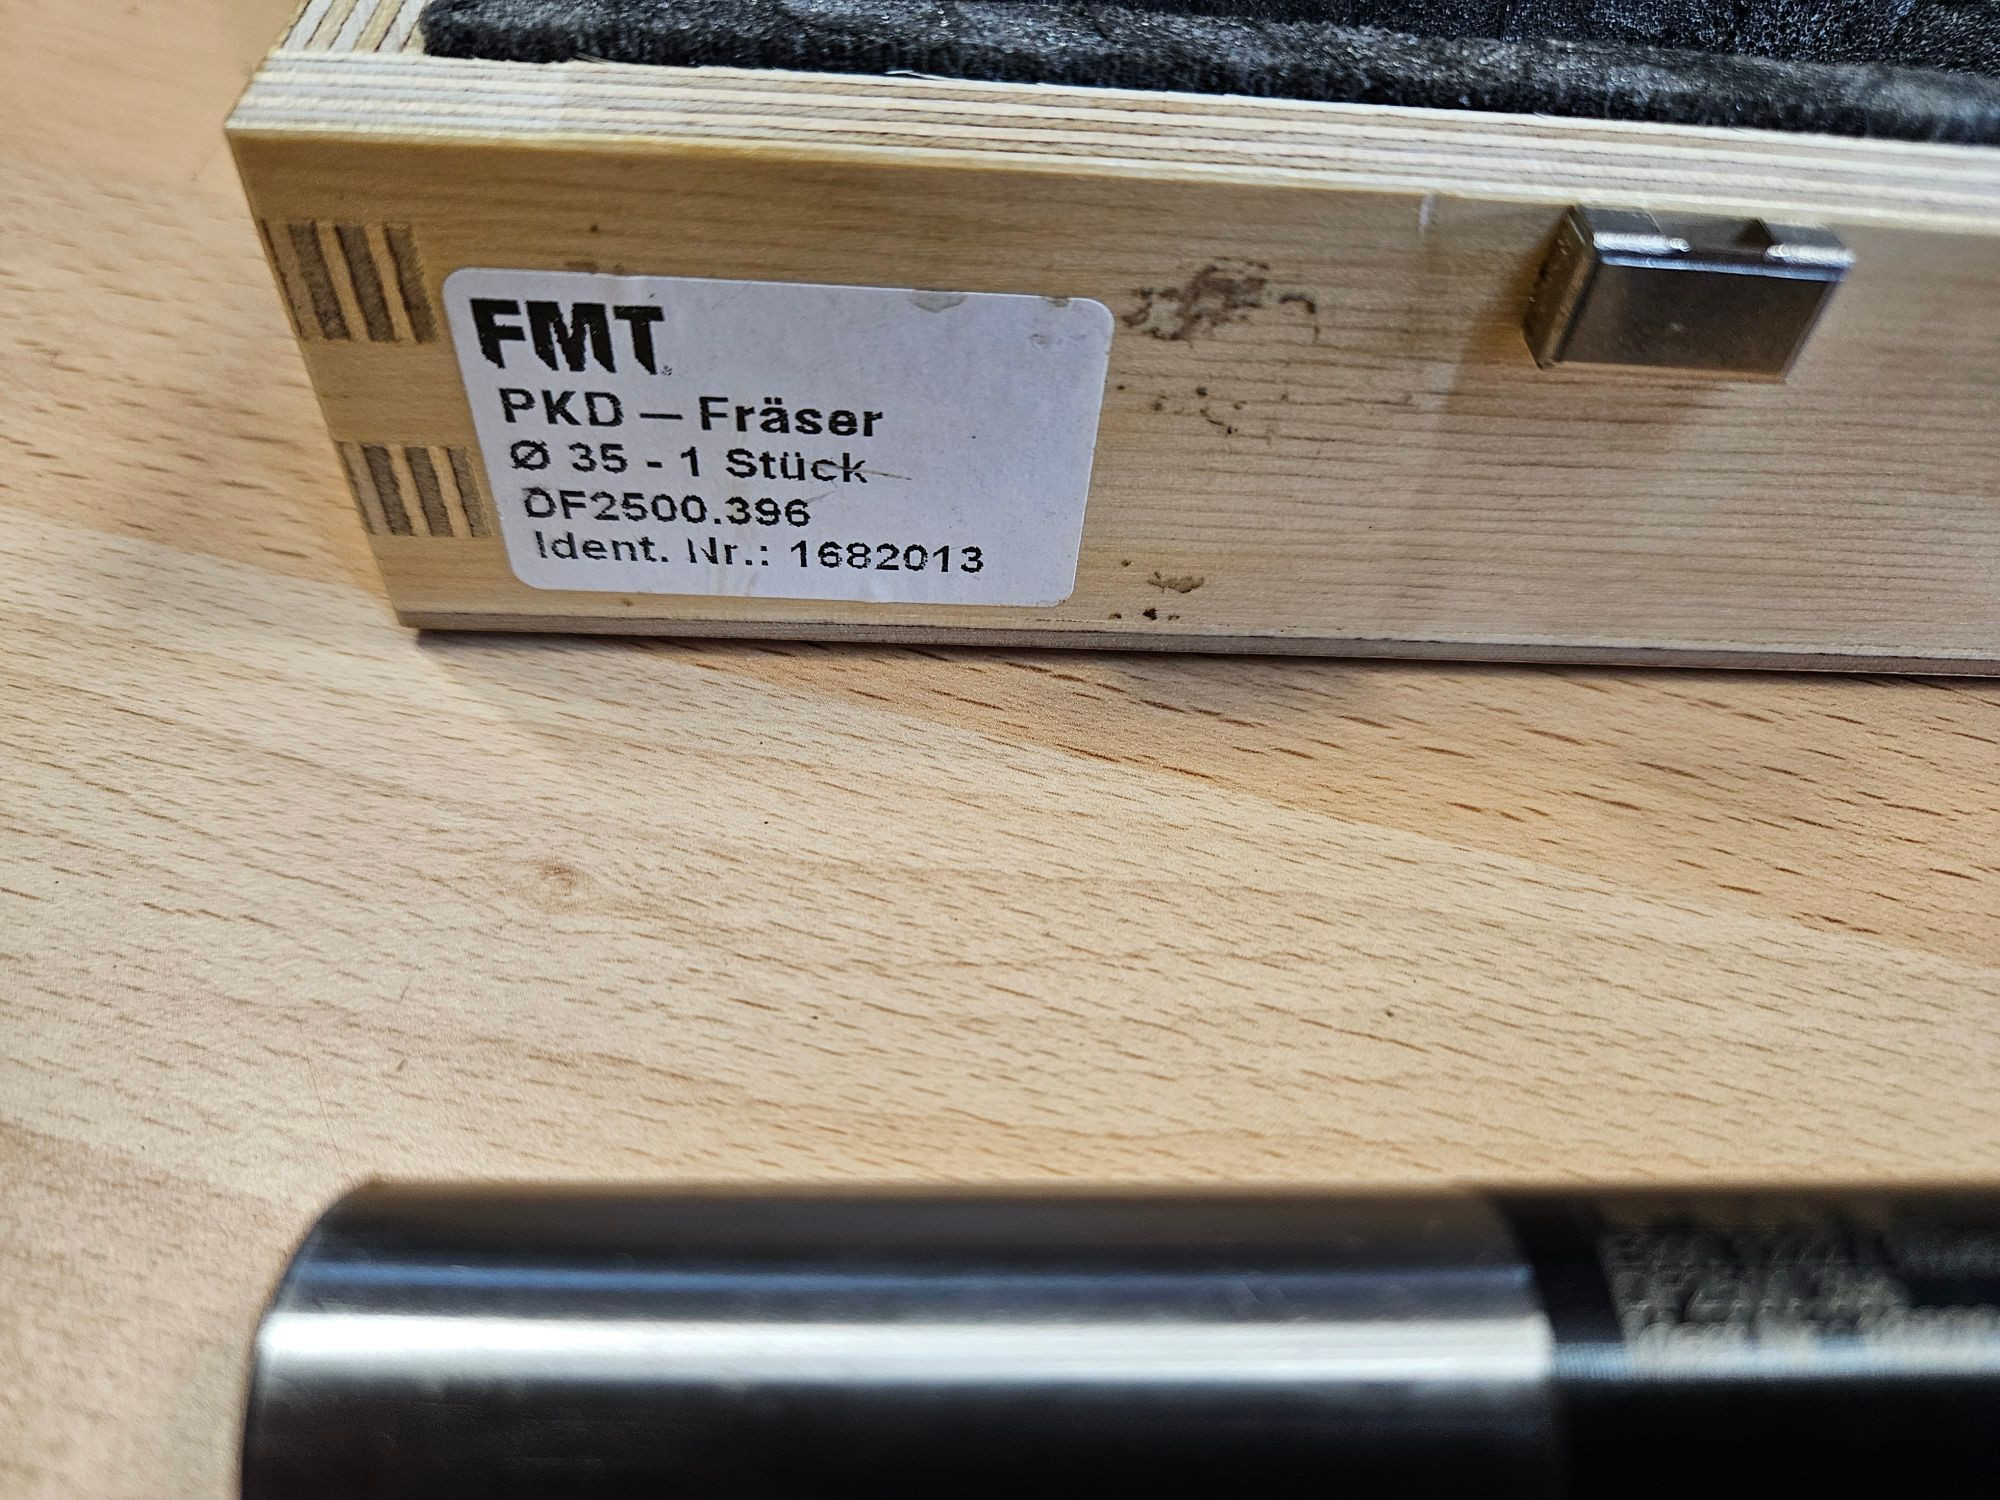 FMT
PKD – Fräser
Ø 35 - 1 Stück
DF2500.396
Ident. Nr.: 1682013